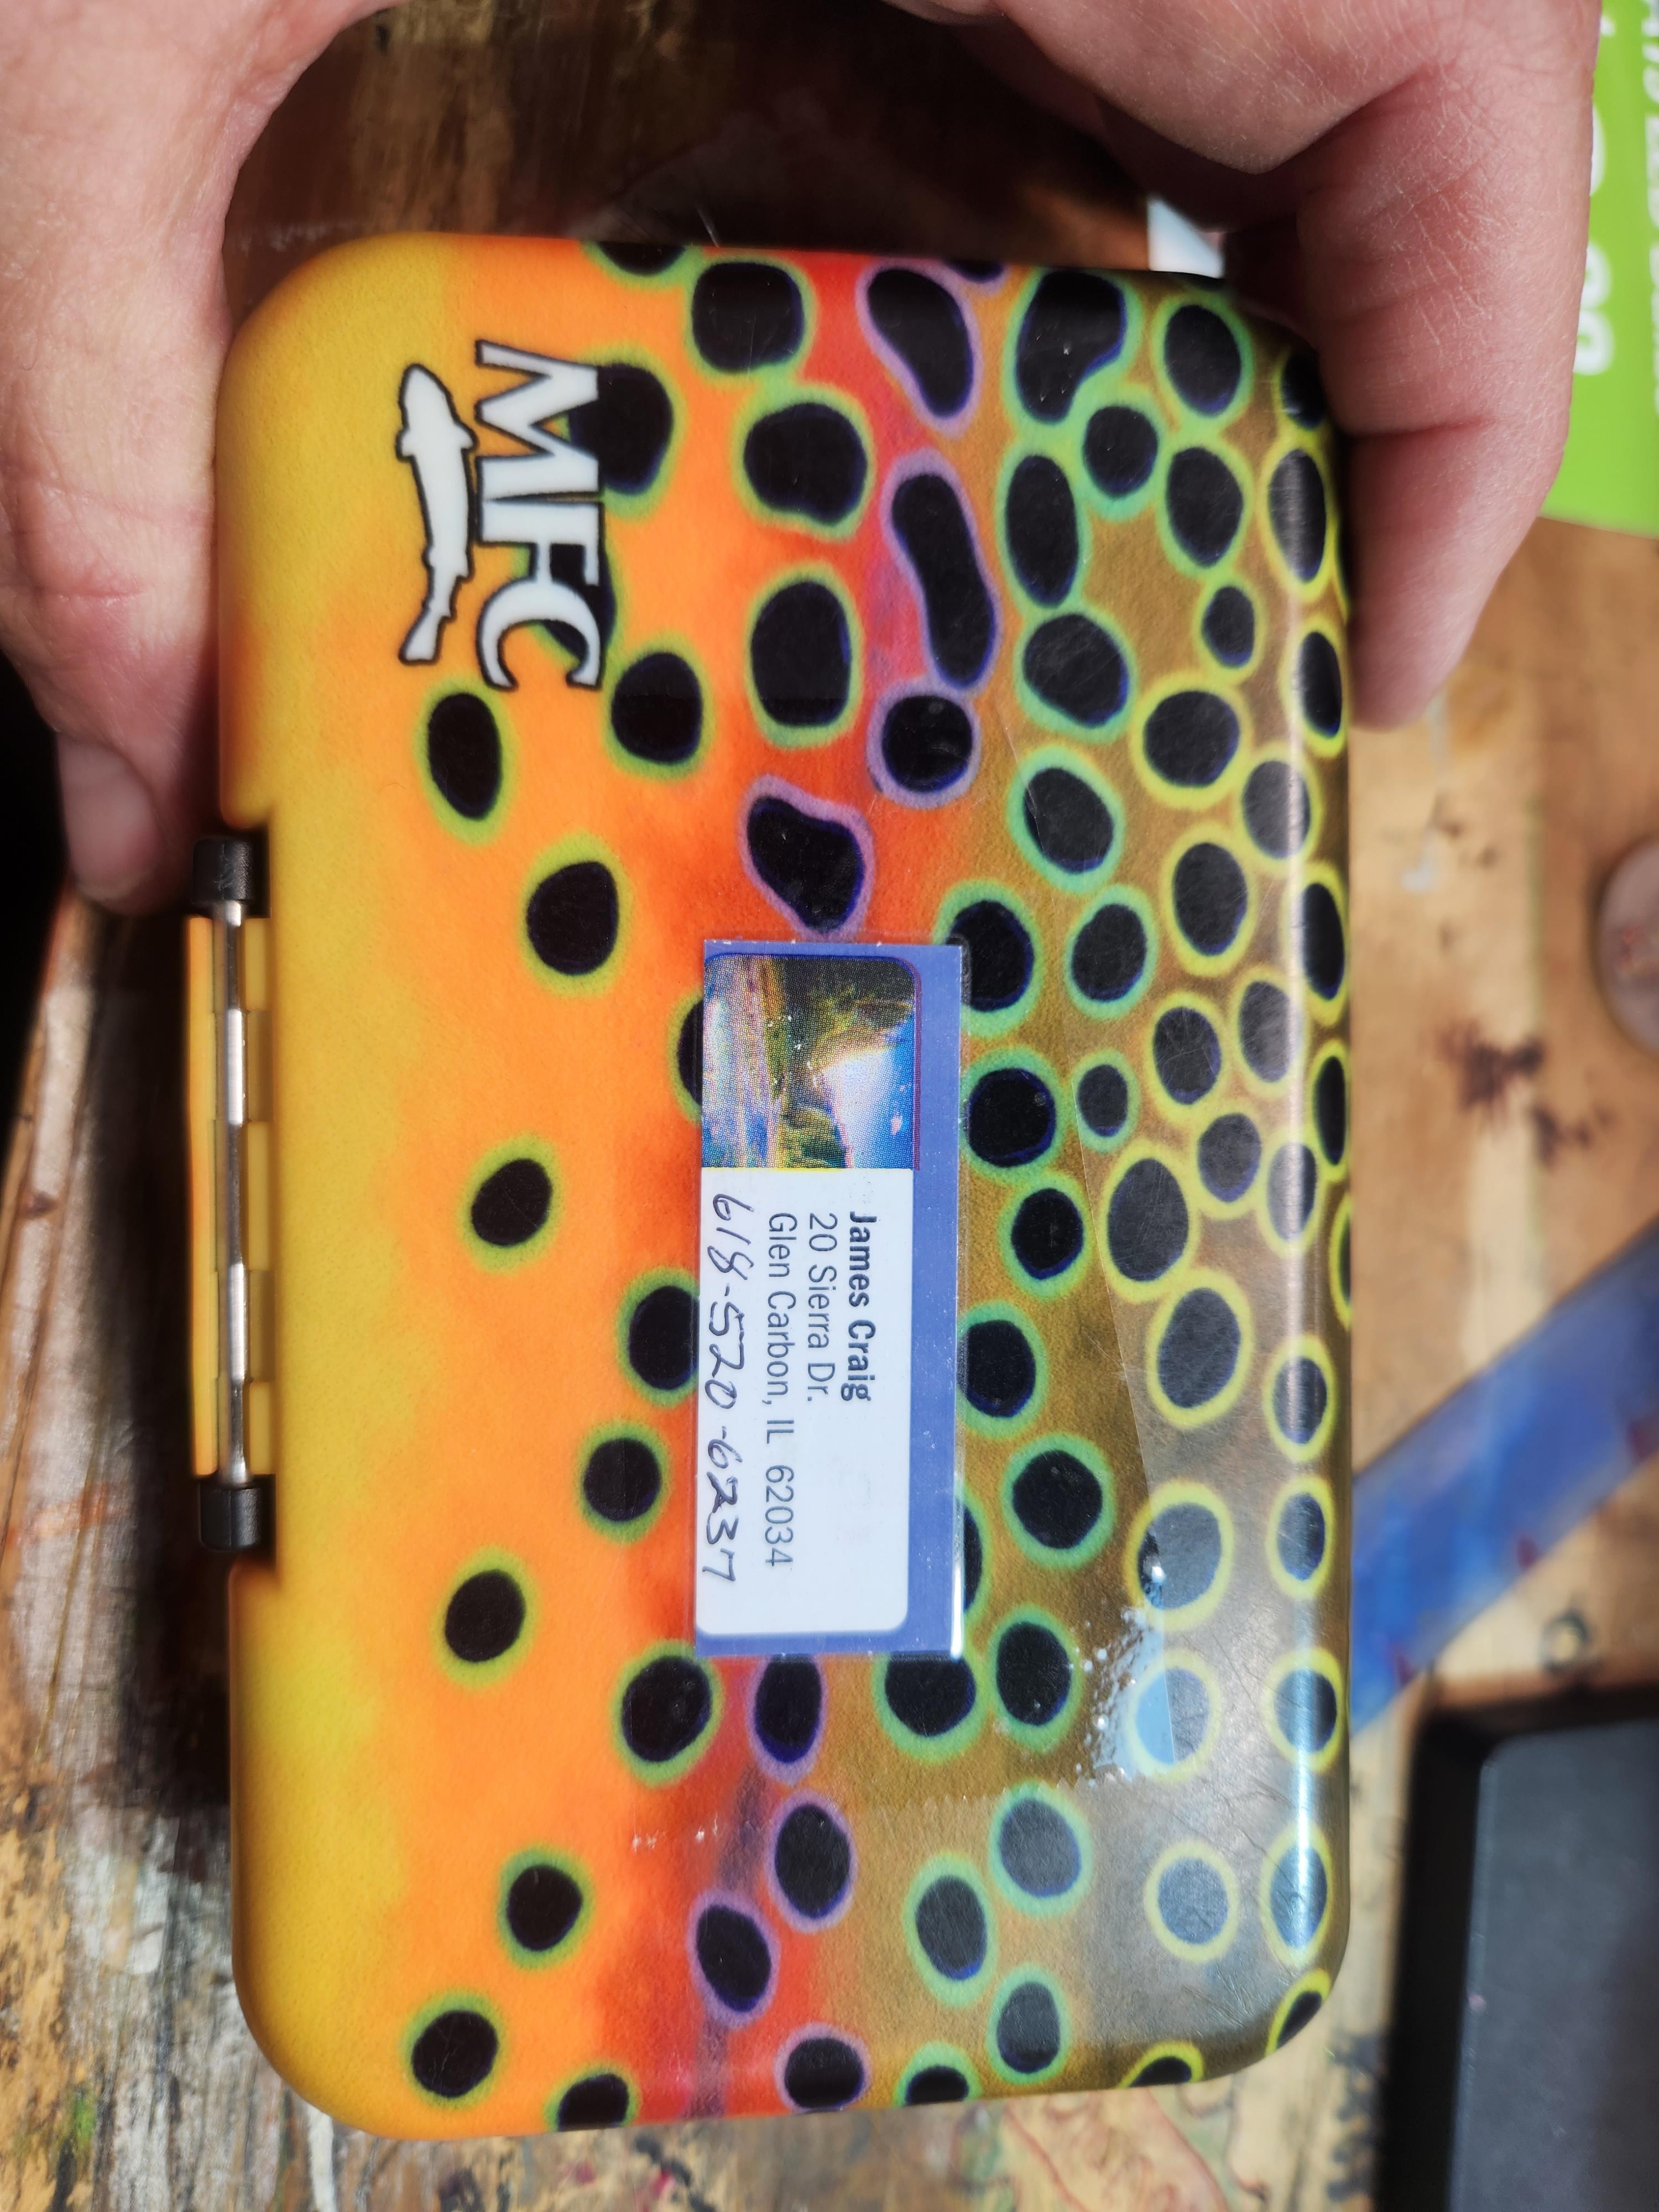 MFC
James Craig
20 Sierra Dr.
Glen Carbon, IL 62034
618-520-6237